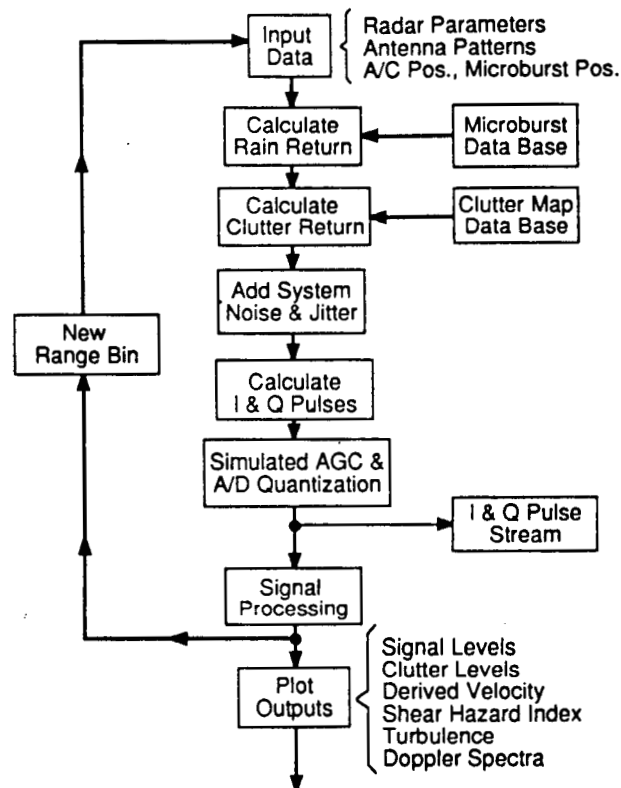 Input
Data
Radar Parameters
Antenna Patterns
A/C Pos., Microburst Pos.
Calculate
Rain Return
Microburst
Data Base
Calculate
Clutter Return
Clutter Map
Data Base
Add System
Noise & Jitter
New
Range Bin
Calculate
I & Q Pulses
Simulated AGC &
A/D Quantization
I & Q Pulse
Stream
Signal
Processing
Plot
Outputs
Signal Levels
Clutter Levels
Derived Velocity
Shear Hazard Index
Turbulence
Doppler Spectra